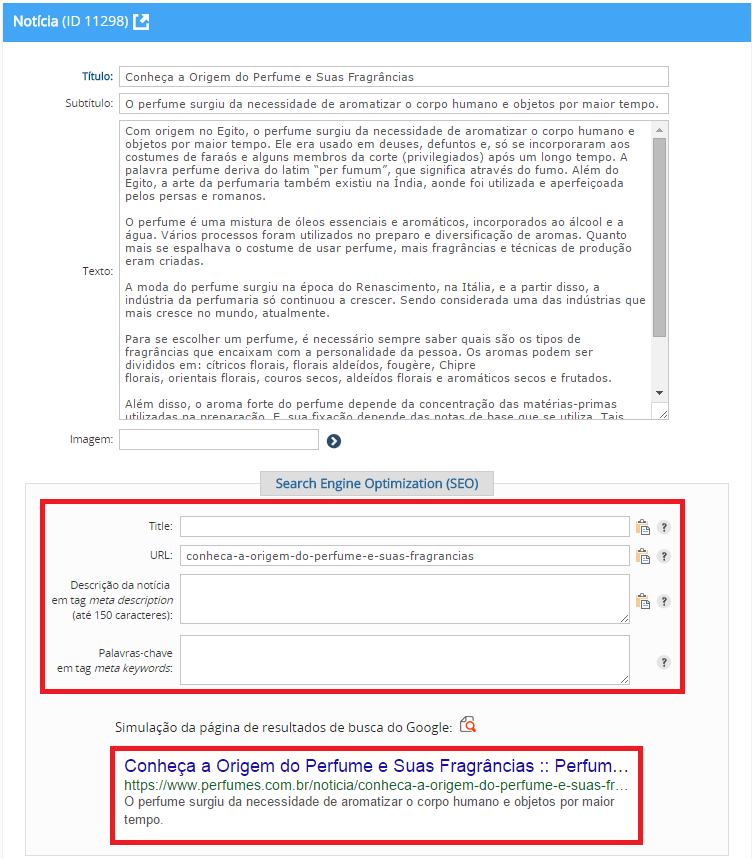 Notícia (ID 11298)
Título: Conheça a Origem do Perfume e Suas Fragrâncias
Subtítulo: O perfume surgiu da necessidade de aromatizar o corpo humano e objetos por maior tempo.
Texto:
Com origem no Egito, o perfume surgiu da necessidade de aromatizar o corpo humano e
objetos por maior tempo. Ele era usado em deuses, defuntos e, só se incorporaram aos
costumes de faraós e alguns membros da corte (privilegiados) após um longo tempo. A
palavra perfume deriva do latim "per fumum", que significa através do fumo. Além do
Egito, a arte da perfumaria também existiu na Índia, aonde foi utilizada e aperfeiçoada
pelos persas e romanos.
O perfume é uma mistura de óleos essenciais e aromáticos, incorporados ao álcool e a
água. Vários processos foram utilizados no preparo e diversificação de aromas. Quanto
mais se espalhava o costume de usar perfume, mais fragrâncias e técnicas de produção
eram criadas.
A moda do perfume surgiu na época do Renascimento, na Itália, e a partir disso, a
indústria da perfumaria só continuou a crescer. Sendo considerada uma das indústrias que
mais cresce no mundo, atualmente.
Para se escolher um perfume, é necessário sempre saber quais são os tipos de
fragrâncias que encaixam com a personalidade da pessoa. Os aromas podem ser
divididos em: cítricos florais, florais aldeídos, fougère, Chipre
florais, orientais florais, couros secos, aldeídos florais e aromáticos secos e frutados.
Além disso, o aroma forte do perfume depende da concentração das matérias-primas
utilizadas na preparação. E, sua fixação depende das notas de base que se utiliza. Tais
Imagem:
Search Engine Optimization (SEO)
Title: ?
URL: conheca-a-origem-do-perfume-e-suas-fragrancias ?
Descrição da notícia
em tag meta description ?
(até 150 caracteres):
Palavras-chave
em tag meta keywords: ?
Simulação da página de resultados de busca do Google:
Conheça a Origem do Perfume e Suas Fragrâncias :: Perfum...
https://www.perfumes.com.br/noticia/conheca-a-origem-do-perfume-e-suas-fr...
O perfume surgiu da necessidade de aromatizar o corpo humano e objetos por maior
tempo.